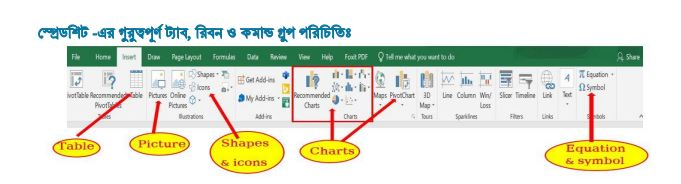 স্প্রেডশিট -এর গুরুত্বপূর্ণ ট্যাব, রিবন ও কমান্ড গ্রুপ পরিচিতিঃ
File Home Insert Draw Page Layout Formulas Data Review View Help Foxit PDF Tell me what you want to do Share
Shapes Get Add-ins Equation
Icons Symbol
PivotTable Recommended Table Pictures Online My Add-ins Recommended Maps PivotChart 3D Line Column Win/ Slicer Timeline Link Text
PivotTables Pictures Charts Map Loss
Tables Illustrations Add-ins Charts Tours Sparklines Filters Links Symbols
Table Picture Shapes Charts Equation
& icons & symbol